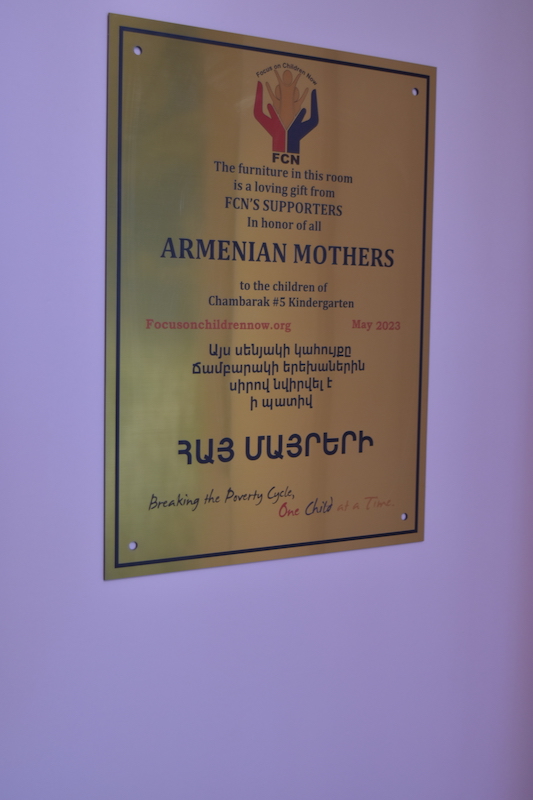 Focus on Children Now
FCN
The furniture in this room
is a loving gift from
FCN'S SUPPORTERS
In honor of all
ARMENIAN MOTHERS
to the children of
Chambarak #5 Kindergarten
Focusonchildrennow.org May 2023
Այս սենյակի կահույքը
Ճամբարակի երեխաներին
սիրով նվիրվել է
ի պատիվ
ՀԱՅ ՄԱՅՐԵՐԻ
Breaking the Poverty Cycle,
One Child at a Time.